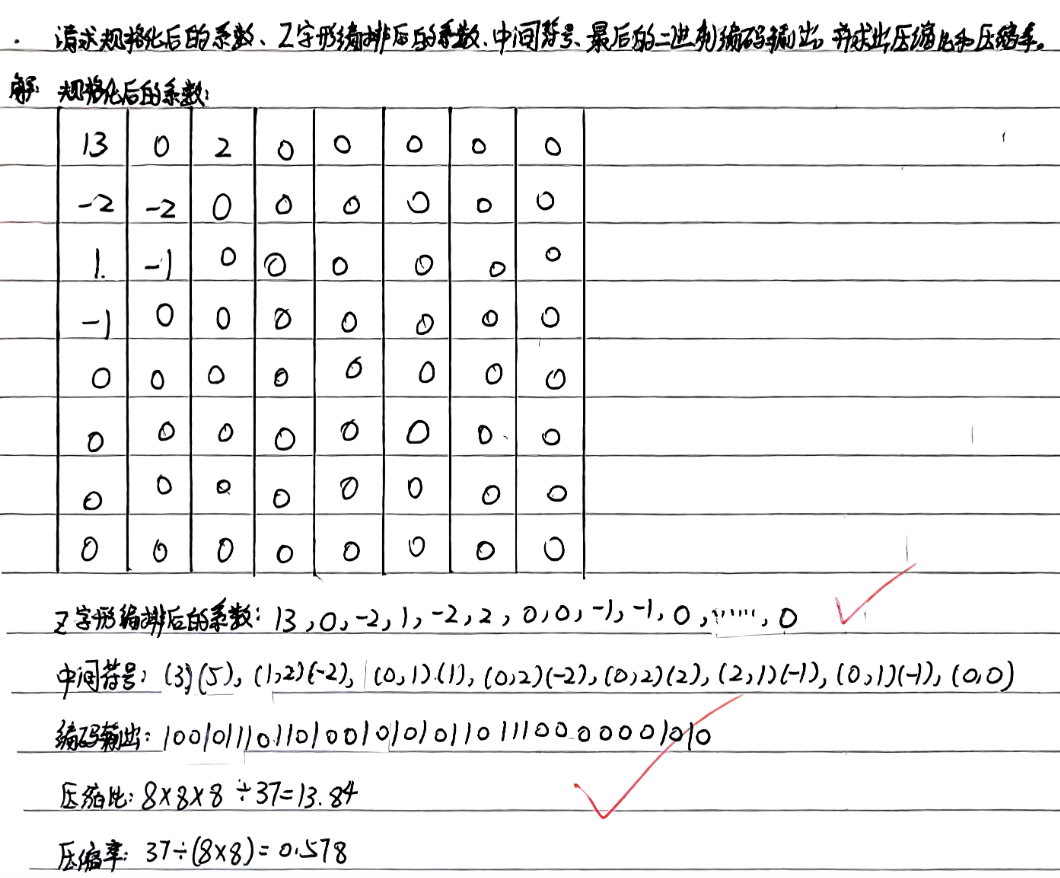 · 请求规格化后的系数、Z字形编排后的系数、中间符号、最后的二进制编码输出,并求出压缩比和压缩率。
解: 规格化后的系数:
13 0 2 0 0 0 0 0
-2 -2 0 0 0 0 0 0
1. -1 0 0 0 0 0 0
-1 0 0 0 0 0 0 0
0 0 0 0 0 0 0 0
0 0 0 0 0 0 0 0
0 0 0 0 0 0 0 0
0 0 0 0 0 0 0 0
Z字形编排后的系数: 13,0,-2,1,-2,2,0,0,-1,-1,0,……,0
中间符号: (3)(5), (1,2)(-2), (0,1)(1), (0,2)(-2), (0,2)(2), (2,1)(-1), (0,1)(-1), (0,0)
编码输出: 1001011101101001010101101110000001010
压缩比: 8×8×8÷37=13.84
压缩率: 37÷(8×8)=0.578